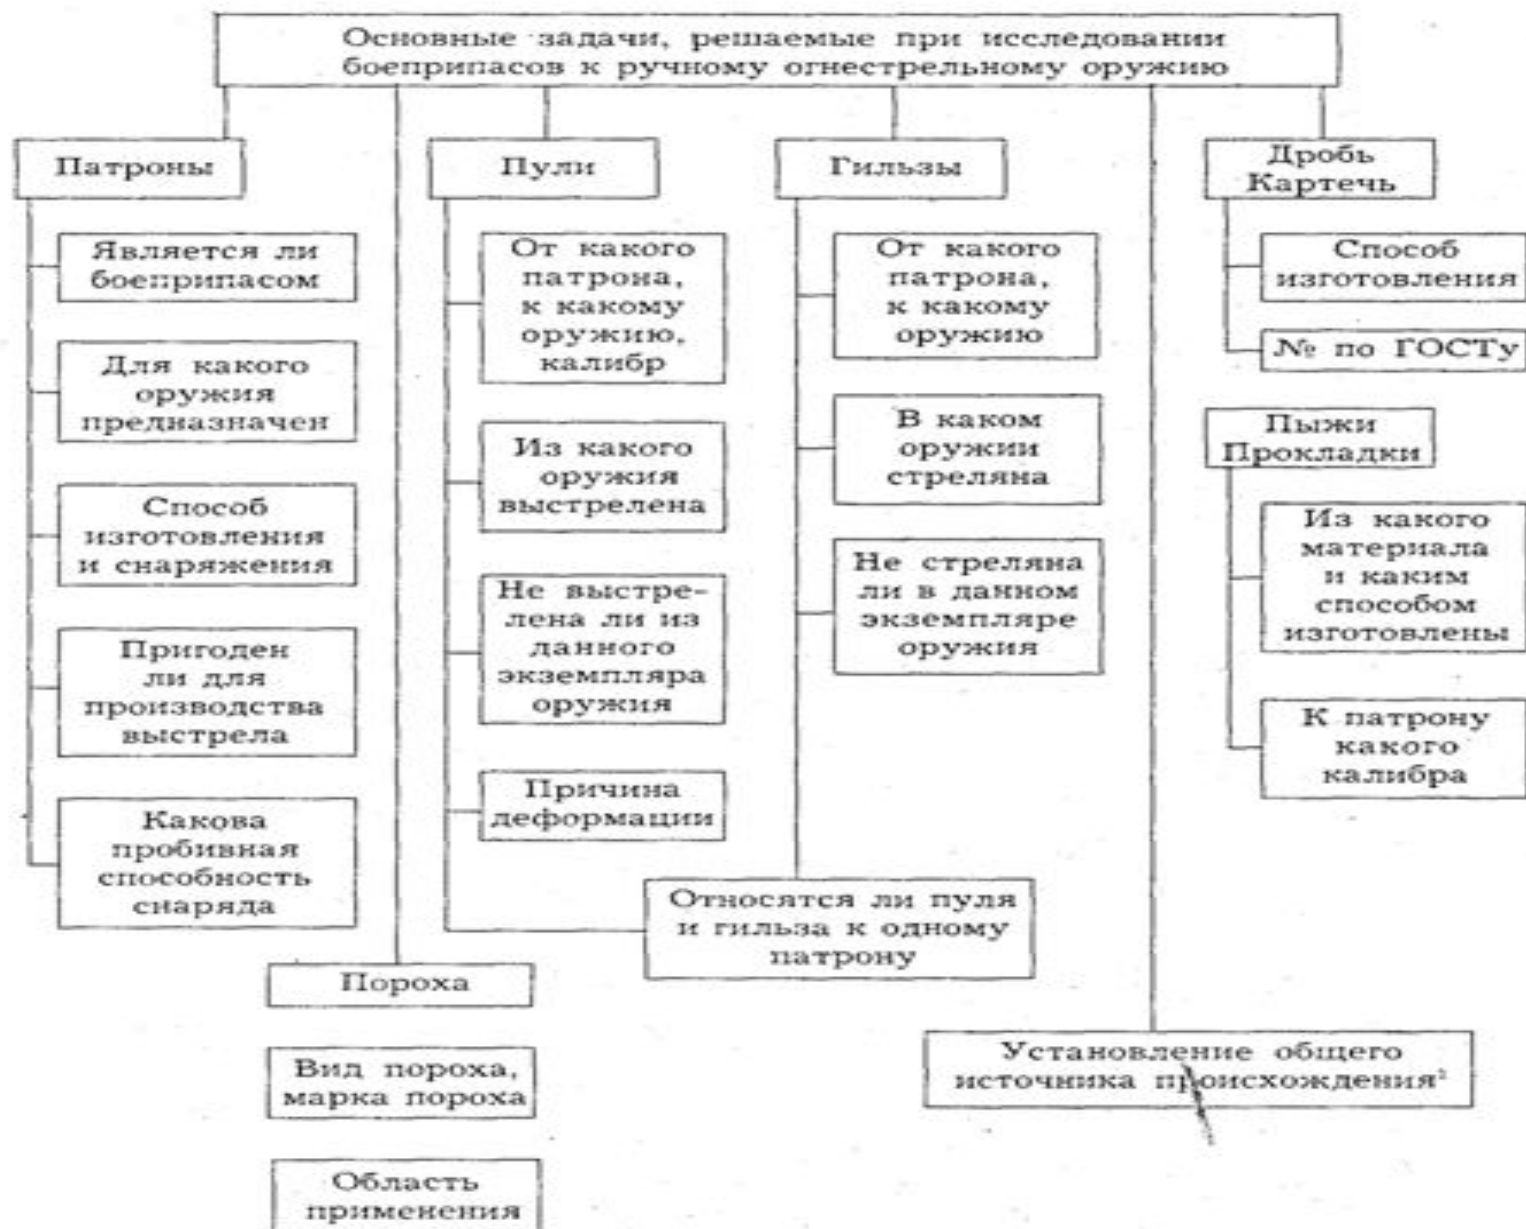 Основные задачи, решаемые при исследовании
боеприпасов к ручному огнестрельному оружию
Патроны
Является ли
боеприпасом
Для какого
оружия
предназначен
Способ
изготовления
и снаряжения
Пригоден
ли для
производства
выстрела
Какова
пробивная
способность
снаряда
Пороха
Вид пороха,
марка пороха
Область
применения
Пули
От какого
патрона,
к какому
оружию,
калибр
Из какого
оружия
выстрелена
Не выстре-
лена ли из
данного
экземпляра
оружия
Причина
деформации
Гильзы
От какого
патрона,
к какому
оружию
В каком
оружии
стреляна
Не стреляна
ли в данном
экземпляре
оружия
Относятся ли пуля
и гильза к одному
патрону
Установление общего
источника происхождения¹
Дробь
Картечь
Способ
изготовления
№ по ГОСТу
Пыжи
Прокладки
Из какого
материала
и каким
способом
изготовлены
К патрону
какого
калибра